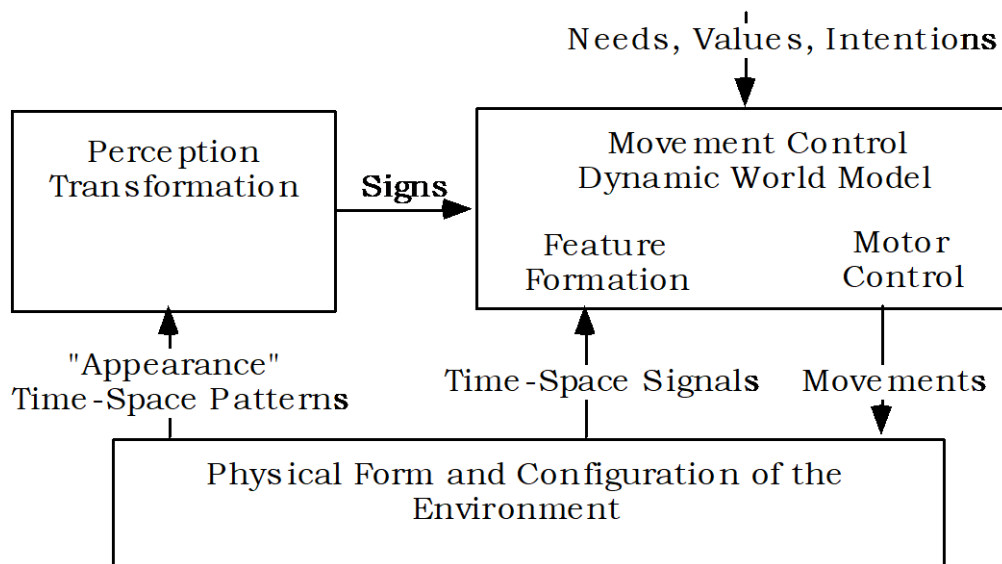 Needs, Values, Intentions
Perception
Transformation
Signs
Movement Control
Dynamic World Model
Feature
Formation
Motor
Control
"Appearance"
Time-Space Patterns
Time-Space Signals
Movements
Physical Form and Configuration of the
Environment